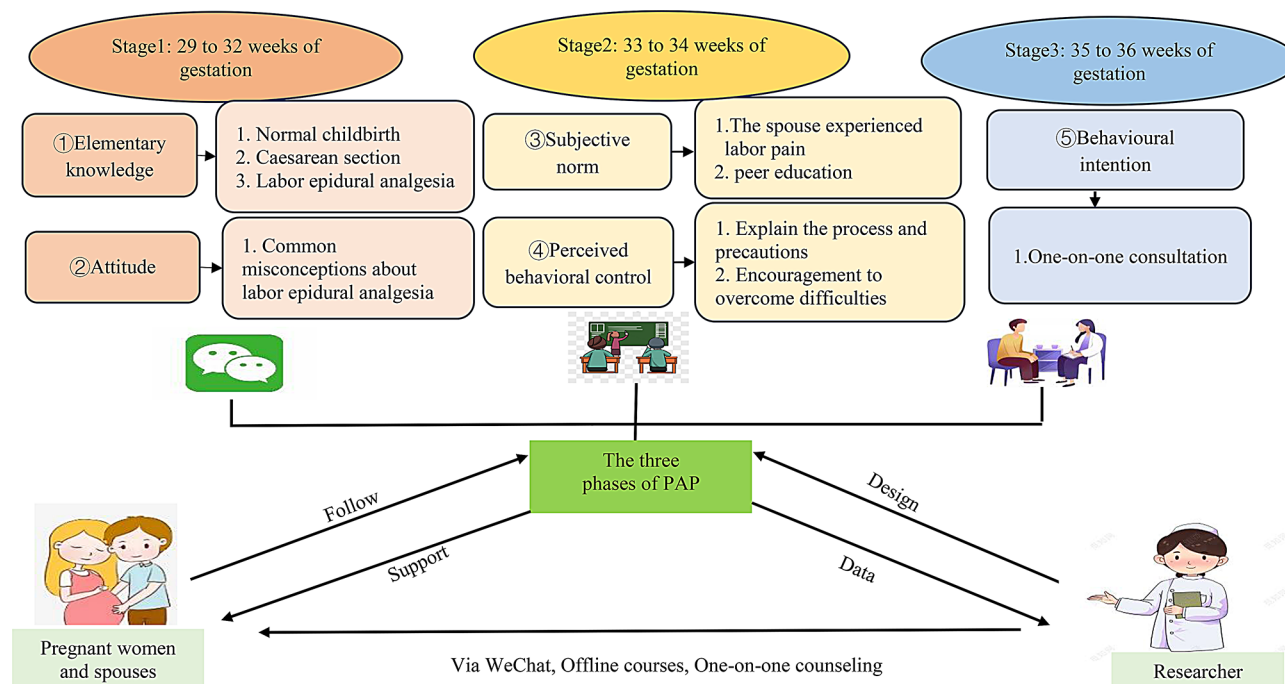 Stage1: 29 to 32 weeks of
gestation
Stage2: 33 to 34 weeks of
gestation
Stage3: 35 to 36 weeks of
gestation
①Elementary
knowledge
1. Normal childbirth
2. Caesarean section
3. Labor epidural analgesia
③Subjective
norm
1.The spouse experienced
labor pain
2. peer education
⑤Behavioural
intention
②Attitude
1. Common
misconceptions about
labor epidural analgesia
④Perceived
behavioral control
1. Explain the process and
precautions
2. Encouragement to
overcome difficulties
1.One-on-one consultation
The three
phases of PAP
Follow
Support
Design
Data
Pregnant women
and spouses
Via WeChat, Offline courses, One-on-one counseling
Researcher